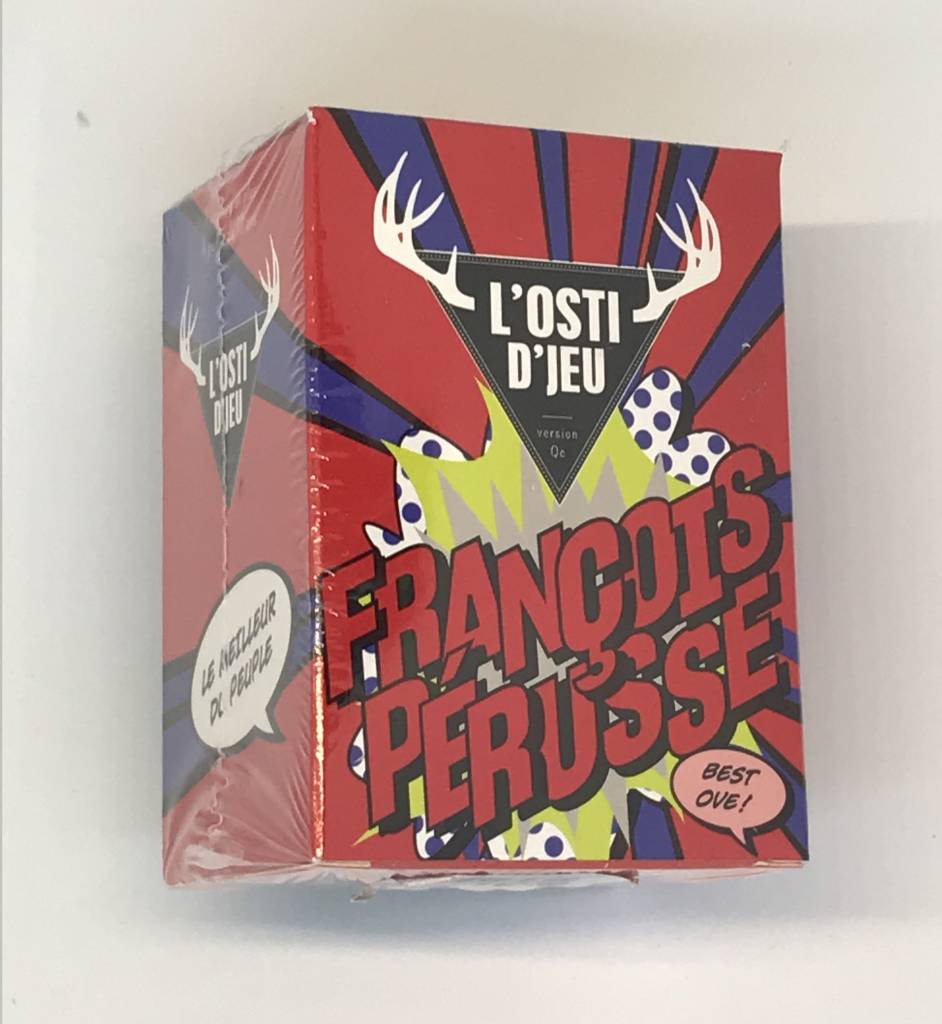 L'OSTI
D'JEU
version
Qc
FRANÇOIS
PÉRUSSE
BEST
OVE!
L'OSTI
D'JEU
LE MEILLEUR
DU PEUPLE